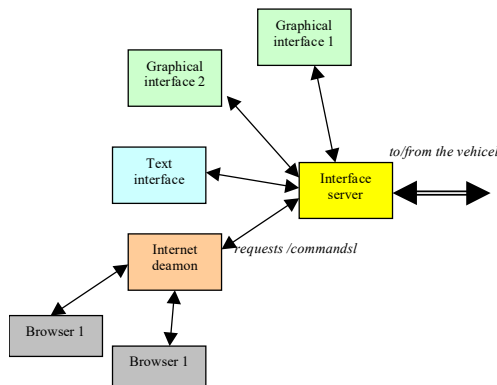 Graphical
interface 1
Graphical
interface 2
to/from the vehicel
Text
interface
Interface
server
Internet
deamon
requests /commandsl
Browser 1
Browser 1